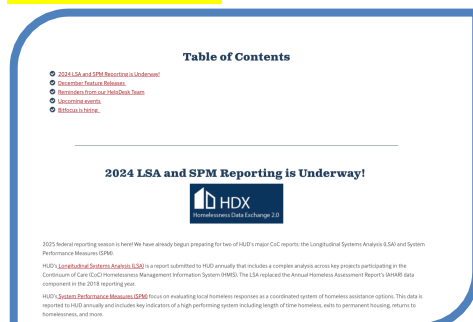 Table of Contents
2024 LSA and SPM Reporting is Underway!
December Feature Releases
Reminders from our HelpDesk Team
Upcoming events
Bitfocus is hiring
2024 LSA and SPM Reporting is Underway!
HDX
Homelessness Data Exchange 2.0
2025 federal reporting season is here! We have already begun preparing for two of HUD's major CoC reports: the Longitudinal Systems Analysis (LSA) and System
Performance Measures (SPM).
HUD's Longitudinal Systems Analysis (LSA) is a report submitted to HUD annually that includes a complex analysis across key projects participating in the
Continuum of Care (CoC) Homelessness Management Information System (HMIS). The LSA replaced the Annual Homeless Assessment Report's (AHAR) data
component in the 2018 reporting year.
HUD's System Performance Measures (SPM) focus on evaluating local homeless responses as a coordinated system of homeless assistance options. This data is
reported to HUD annually and includes key indicators of a high performing system including length of time homeless, exits to permanent housing, returns to
homelessness, and more.